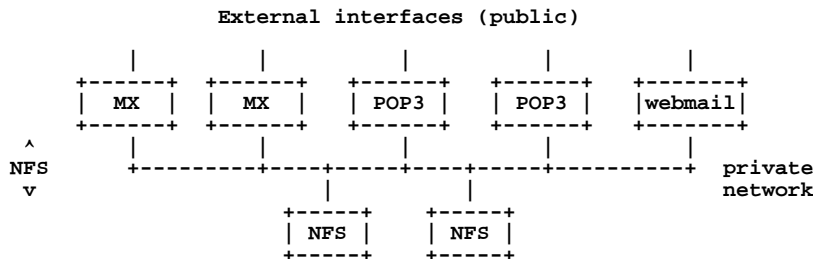 External interfaces (public)
MX MX POP3 POP3 webmail
^
NFS private
v network
NFS NFS